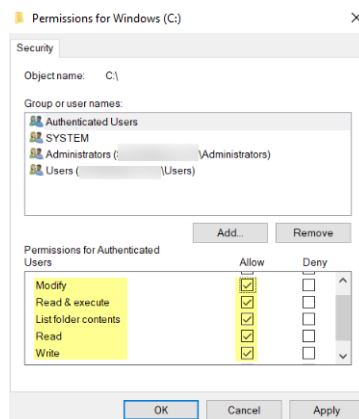 Permissions for Windows (C:)
Security
Object name: C:\
Group or user names:
Authenticated Users
SYSTEM
Administrators ( \Administrators)
Users ( \Users)
Add... Remove
Permissions for Authenticated
Users Allow Deny
Modify
Read & execute
List folder contents
Read
Write
OK Cancel Apply